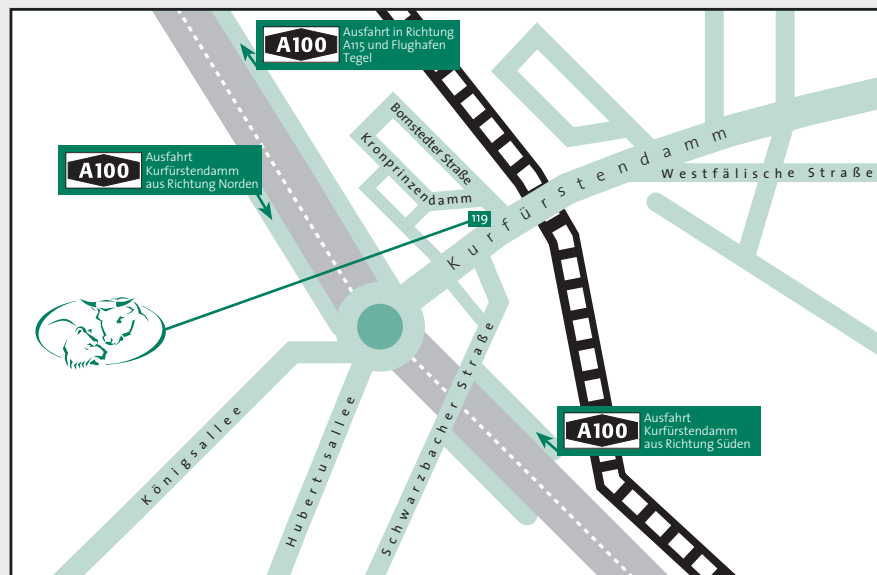 A100
Ausfahrt in Richtung
A115 und Flughafen
Tegel
A100
Ausfahrt
Kurfürstendamm
aus Richtung Norden
Bornstedter Straße
Kronprinzendamm
Kurfürstendamm
Westfälische Straße
119
Königsallee
Hubertusallee
Schwarzbacher Straße
A100
Ausfahrt
Kurfürstendamm
aus Richtung Süden